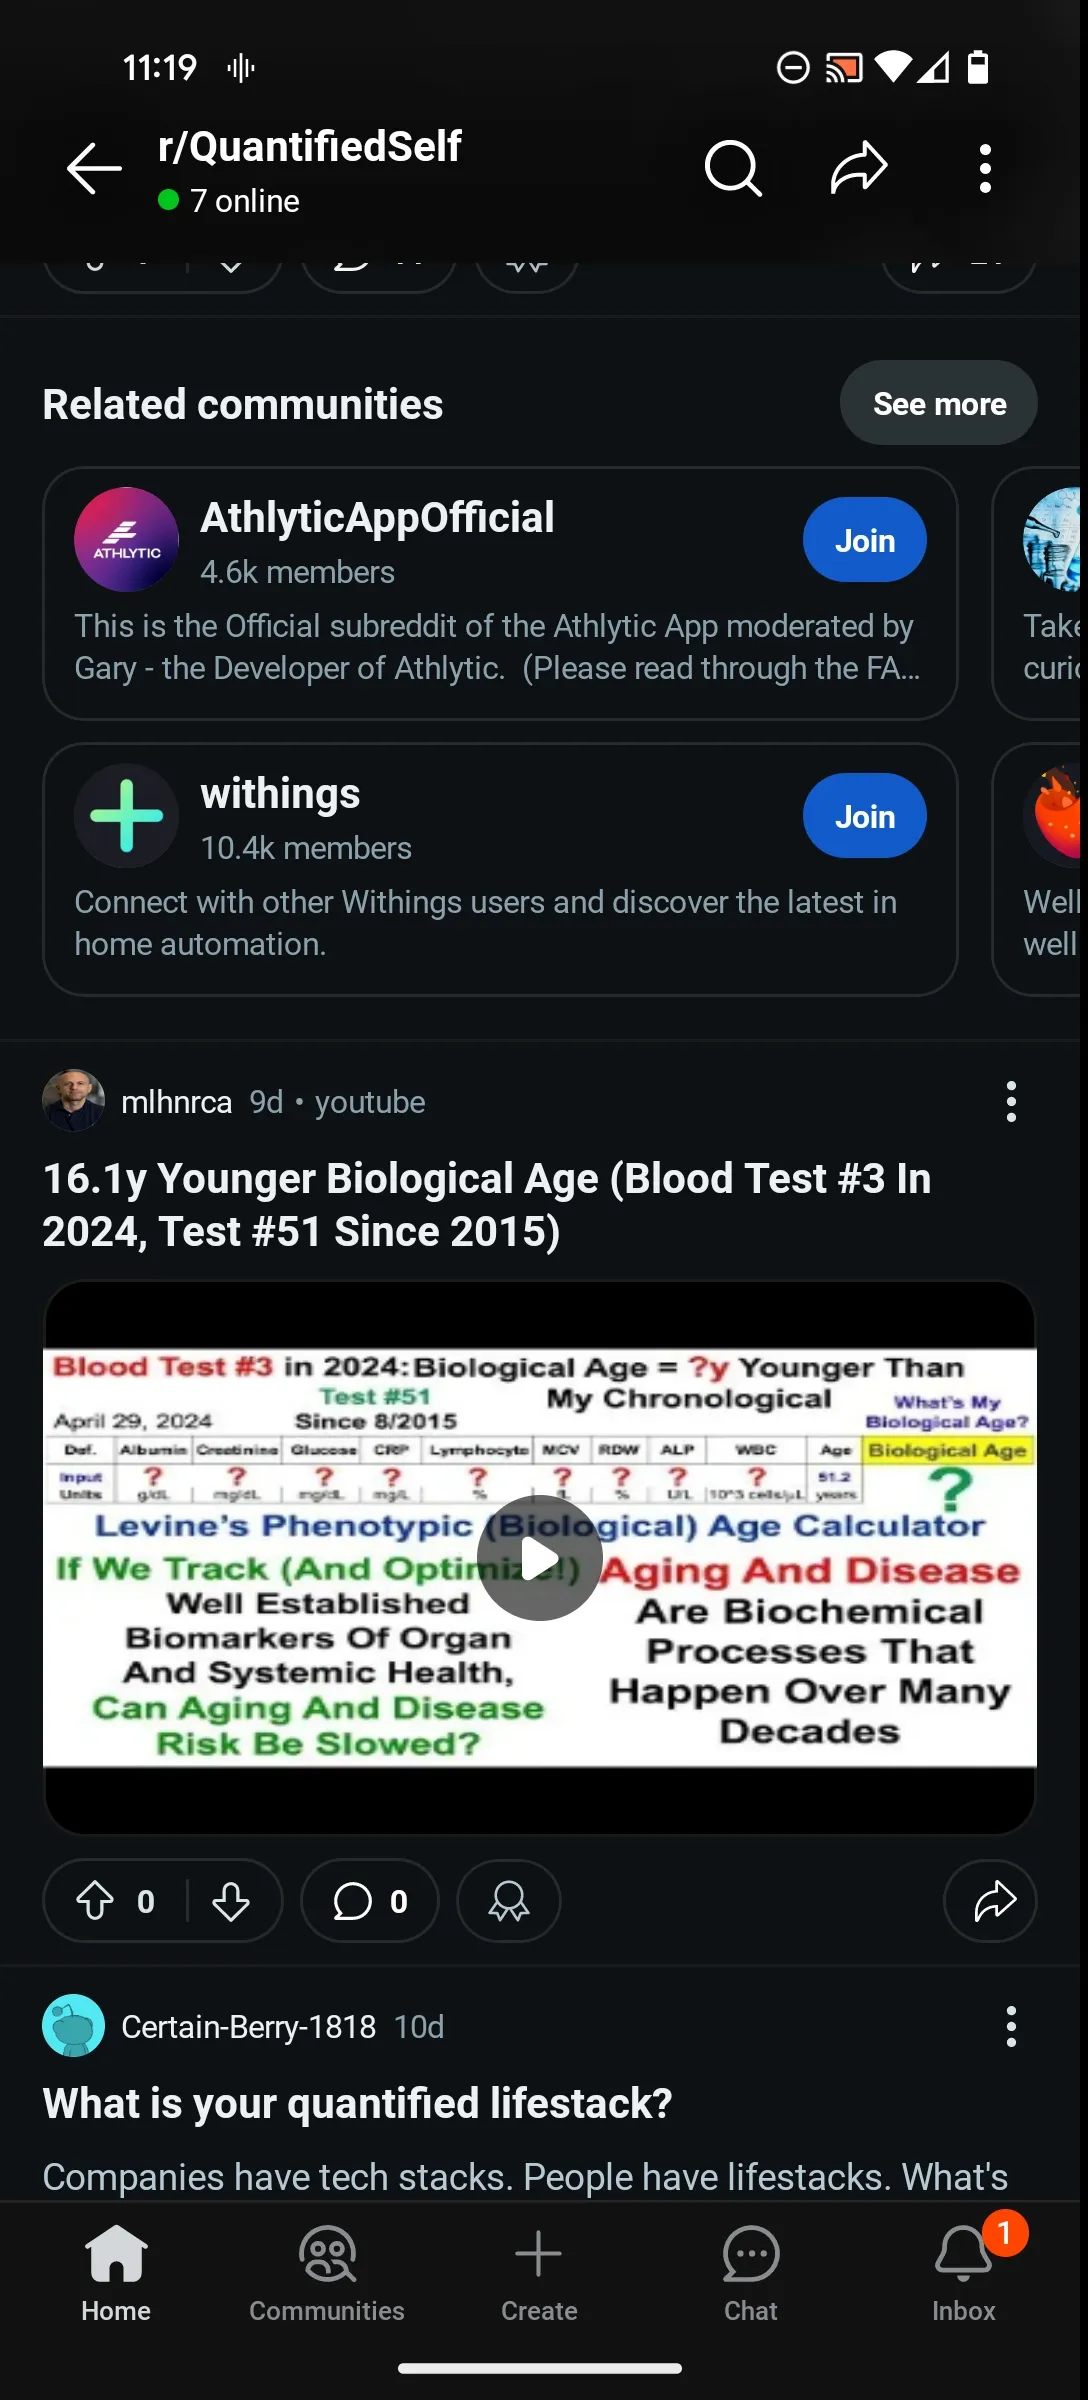 11:19
r/QuantifiedSelf
7 online
Related communities
See more
ATHLYTIC
AthlyticAppOfficial
4.6k members
Join
This is the Official subreddit of the Athlytic App moderated by
Gary - the Developer of Athlytic. (Please read through the FA...
Take
withings
10.4k members
Join
Connect with other Withings users and discover the latest in
home automation.
Well
well
mlhnrca 9d • youtube
16.1y Younger Biological Age (Blood Test #3 In
2024, Test #51 Since 2015)
Blood Test #3 in 2024: Biological Age = ?y Younger Than
Test #51 My Chronological What's My
April 29, 2024 Since 8/2015 Biological Age?
Def. Albumin Creatinine Glucose CRP Lymphocyte MCV RDW ALP WBC Age Biological Age
Input ? ? ? ? ? ? ? ? ? 51.2 ?
Units g/dL mg/dL mg/dL mg/L % fL % U/L 10^3 cells/µL years
Levine's Phenotypic (Biological) Age Calculator
If We Track (And Optimize!)
Well Established
Biomarkers Of Organ
And Systemic Health,
Can Aging And Disease
Risk Be Slowed?
Aging And Disease
Are Biochemical
Processes That
Happen Over Many
Decades
0
0
Certain-Berry-1818 10d
What is your quantified lifestack?
Companies have tech stacks. People have lifestacks. What's
Home
Communities
Create
Chat
1
Inbox